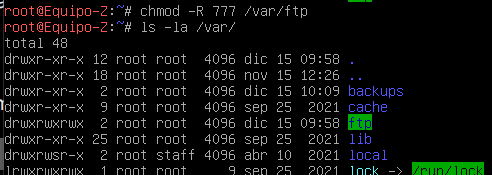 root@Equipo-Z:~# chmod -R 777 /var/ftp
root@Equipo-Z:~# ls -la /var/
total 48
drwxr-xr-x 12 root root  4096 dic 15 09:58 .
drwxr-xr-x 18 root root  4096 nov 15 12:26 ..
drwxr-xr-x  2 root root  4096 dic 15 10:09 backups
drwxr-xr-x  9 root root  4096 sep 25  2021 cache
drwxrwxrwx  2 root root  4096 dic 15 09:58 ftp
drwxr-xr-x 25 root root  4096 sep 25  2021 lib
drwxrwsr-x  2 root staff 4096 abr 10  2021 local
lrwxrwxrwx  1 root root     9 sep 25  2021 lock -> /run/lock